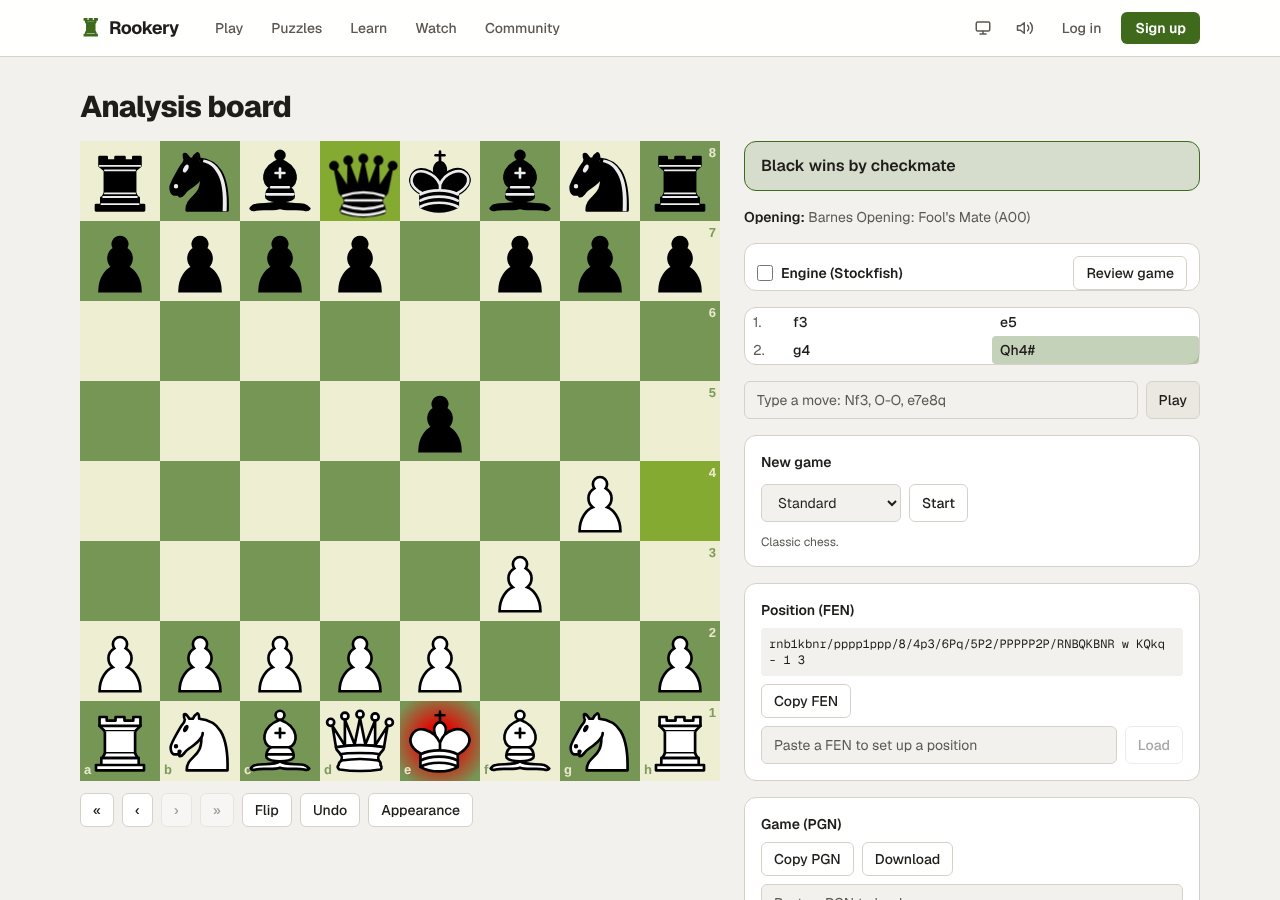 Rookery
Play
Puzzles
Learn
Watch
Community
Log in
Sign up
Analysis board
8
7
6
5
4
3
2
1
a
b
c
d
e
f
g
h
«
‹
›
»
Flip
Undo
Appearance
Black wins by checkmate
Opening: Barnes Opening: Fool's Mate (A00)
Engine (Stockfish)
Review game
1. f3 e5
2. g4 Qh4#
Type a move: Nf3, O-O, e7e8q
Play
New game
Standard
Start
Classic chess.
Position (FEN)
rnb1kbnr/pppp1ppp/8/4p3/6Pq/5P2/PPPPP2P/RNBQKBNR w KQkq
- 1 3
Copy FEN
Paste a FEN to set up a position
Load
Game (PGN)
Copy PGN
Download